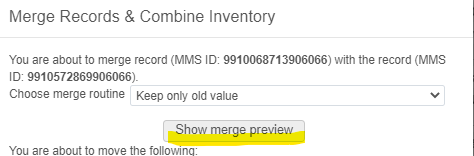 Merge Records & Combine Inventory
You are about to merge record (MMS ID: 9910068713906066) with the record (MMS
ID: 9910572869906066).
Choose merge routine Keep only old value
Show merge preview
You are about to move the following: